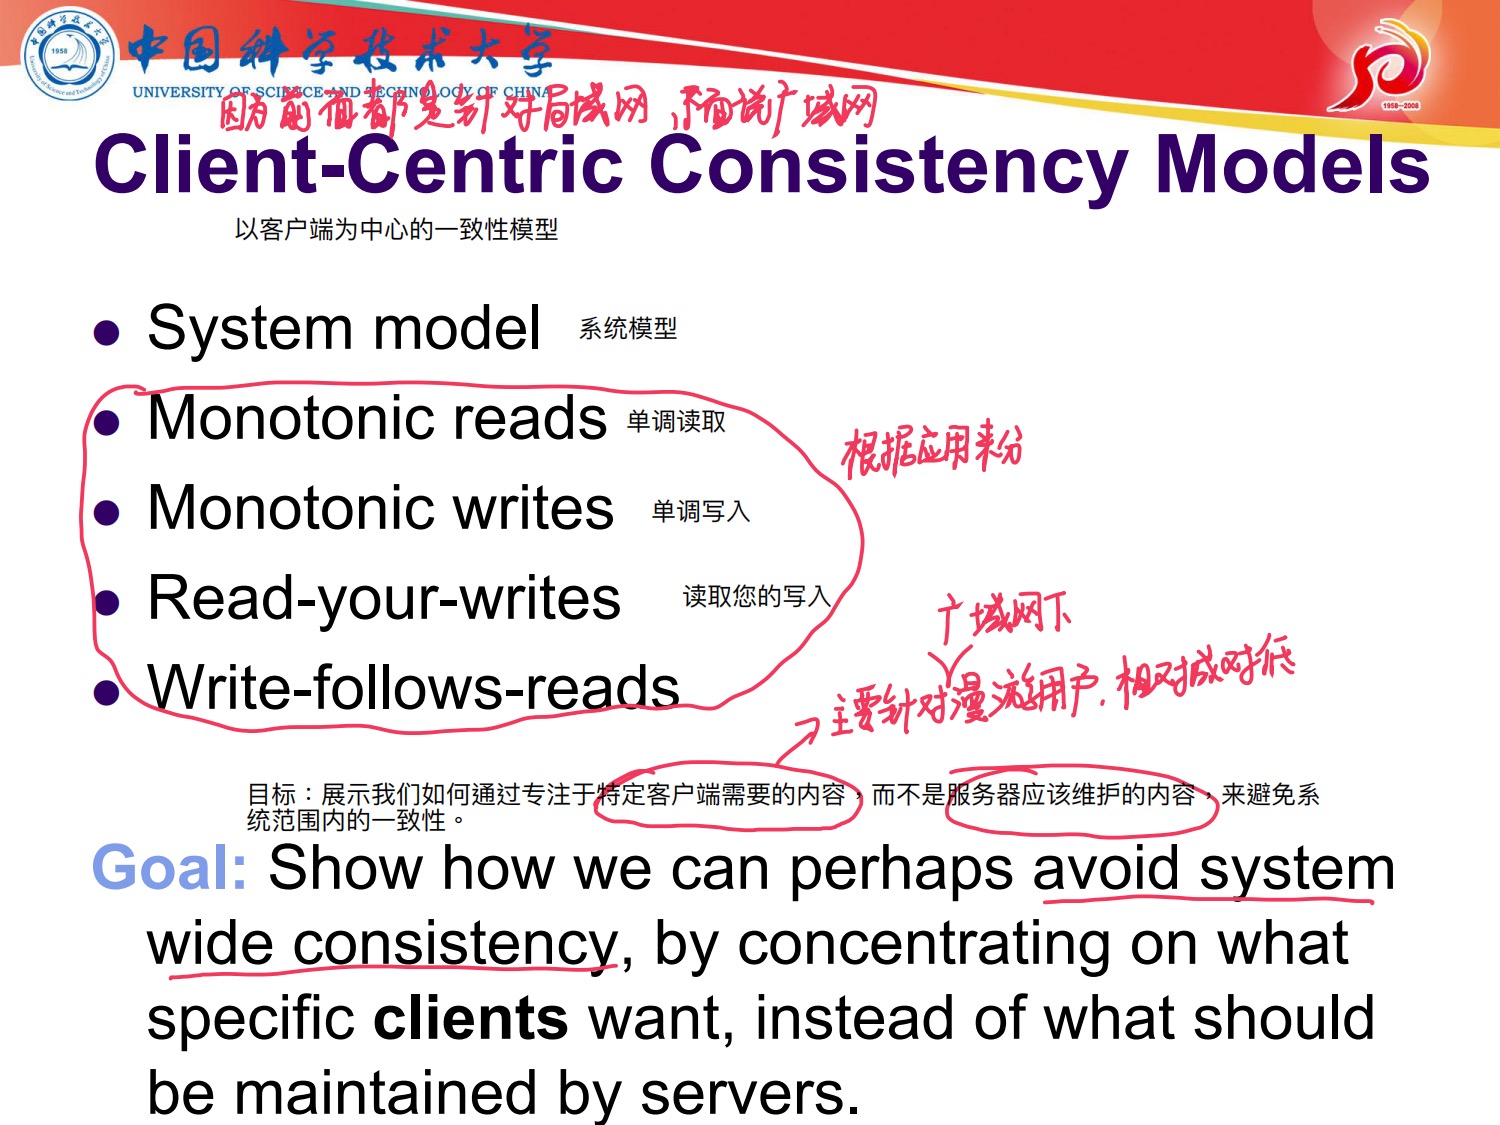 中国科学技术大学
UNIVERSITY OF SCIENCE AND TECHNOLOGY OF CHINA
1958
1958—2008
因为前面都是针对局域网,下面说广域网
Client-Centric Consistency Models
以客户端为中心的一致性模型
● System model 系统模型
● Monotonic reads 单调读取
根据应用来分
● Monotonic writes 单调写入
● Read-your-writes 读取您的写入
广域网下
● Write-follows-reads
主要针对漫游用户,相对
目标:展示我们如何通过专注于特定客户端需要的内容,而不是服务器应该维护的内容,来避免系
统范围内的一致性。
Goal: Show how we can perhaps avoid system
wide consistency, by concentrating on what
specific clients want, instead of what should
be maintained by servers.